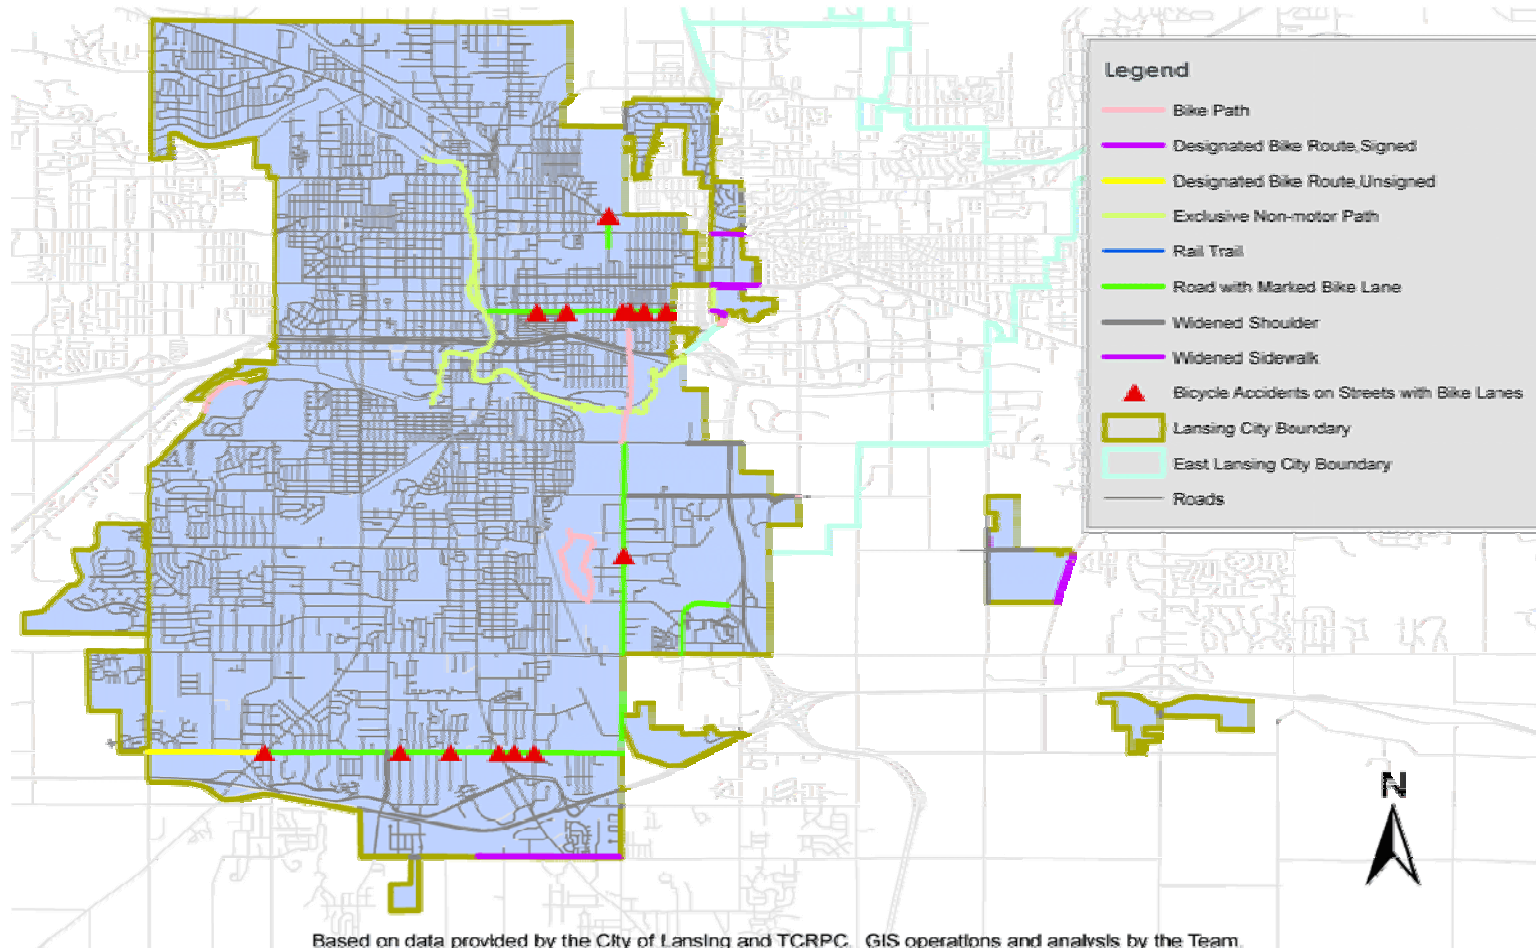 Legend
Bike Path
Designated Bike Route,Signed
Designated Bike Route,Unsigned
Exclusive Non-motor Path
Rail Trail
Road with Marked Bike Lane
Widened Shoulder
Widened Sidewalk
Bicycle Accidents on Streets with Bike Lanes
Lansing City Boundary
East Lansing City Boundary
Roads
N
Based on data provided by the City of Lansing and TCRPC. GIS operations and analysis by the Team.